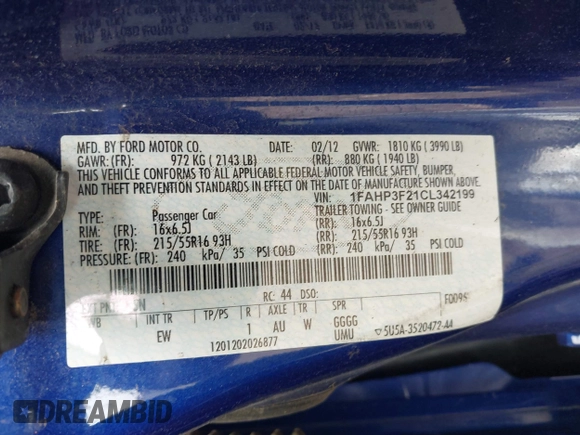 MFD. BY FORD MOTOR CO.
DATE: 02/12 GVWR: 1810 KG ( 3990 LB)
GAWR: (FR): 972 KG ( 2143 LB) (RR): 880 KG ( 1940 LB)
THIS VEHICLE CONFORMS TO ALL APPLICABLE FEDERAL MOTOR VEHICLE SAFETY, BUMPER,
AND THEFT PREVENTION STANDARDS IN EFFECT ON THE DATE OF MANUFACTURE SHOWN ABOVE.
VIN: 1FAHP3F21CL342199
TYPE: Passenger Car TRAILER TOWING - SEE OWNER GUIDE
RIM: (FR): 16x6.5J (RR): 16x6.5J
TIRE: (FR): 215/55R16 93H (RR): 215/55R16 93H
PRESSURE: (FR): 240 kPa/ 35 PSI COLD (RR): 240 kPa/ 35 PSI COLD
EXT PNT: RC: 44 DSO: F0095
WB INT TR TP/PS R AXLE TR SPR
EW 1 AU W GGGG
UMU
1201202026877 ▽5U5A-3520472-AA
DREAMBID